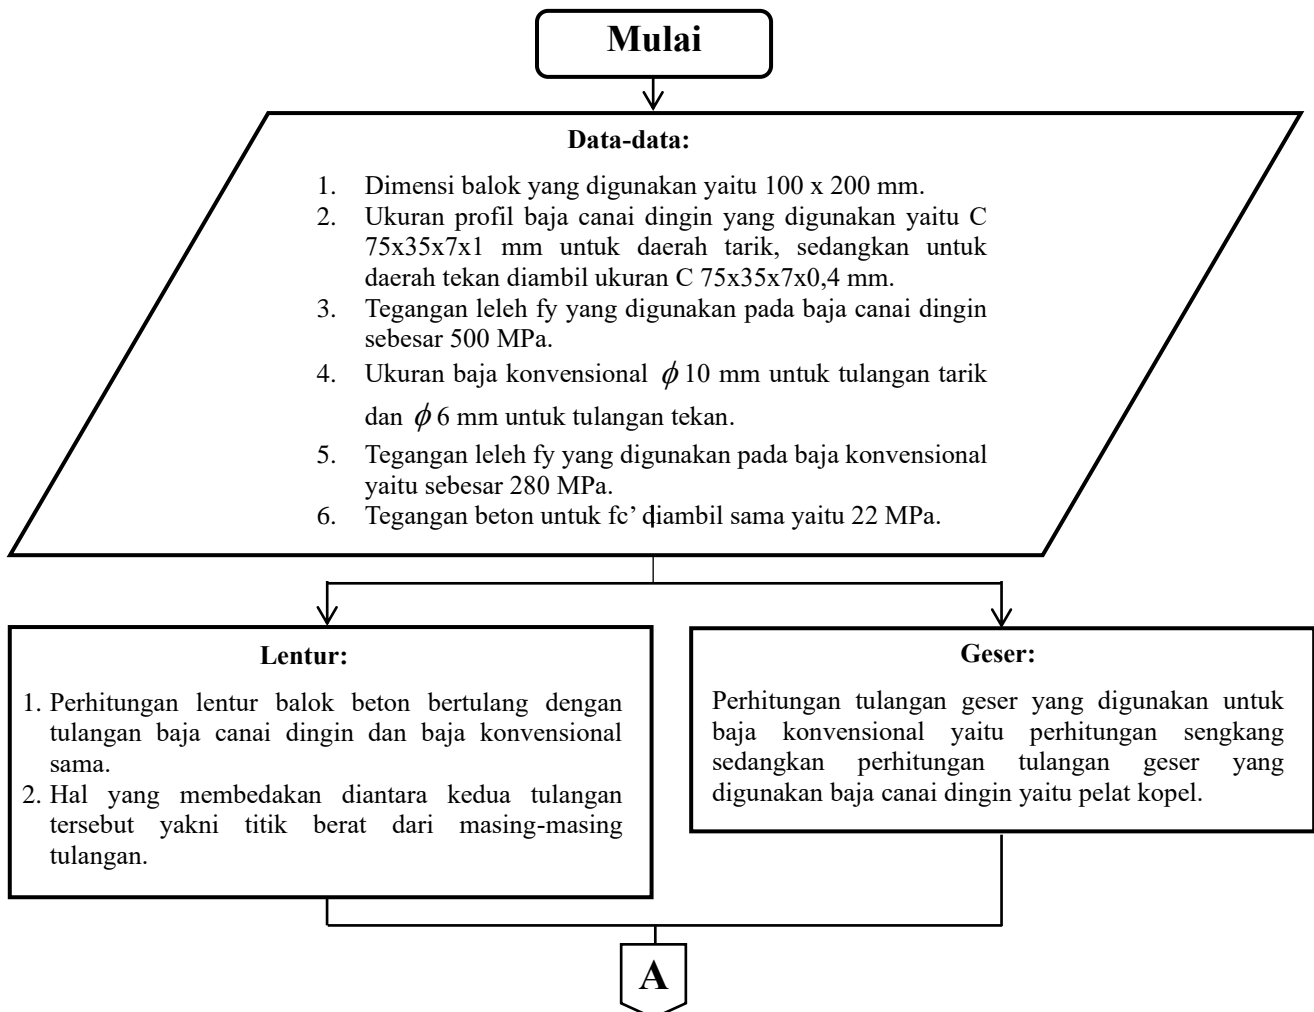 Mulai
Data-data:
1. Dimensi balok yang digunakan yaitu 100 x 200 mm.
2. Ukuran profil baja canai dingin yang digunakan yaitu C
75x35x7x1 mm untuk daerah tarik, sedangkan untuk
daerah tekan diambil ukuran C 75x35x7x0,4 mm.
3. Tegangan leleh fy yang digunakan pada baja canai dingin
sebesar 500 MPa.
4. Ukuran baja konvensional ϕ 10 mm untuk tulangan tarik
dan ϕ 6 mm untuk tulangan tekan.
5. Tegangan leleh fy yang digunakan pada baja konvensional
yaitu sebesar 280 MPa.
6. Tegangan beton untuk fc’ diambil sama yaitu 22 MPa.
Lentur:
1. Perhitungan lentur balok beton bertulang dengan
tulangan baja canai dingin dan baja konvensional
sama.
2. Hal yang membedakan diantara kedua tulangan
tersebut yakni titik berat dari masing-masing
tulangan.
Geser:
Perhitungan tulangan geser yang digunakan untuk
baja konvensional yaitu perhitungan sengkang
sedangkan perhitungan tulangan geser yang
digunakan baja canai dingin yaitu pelat kopel.
A